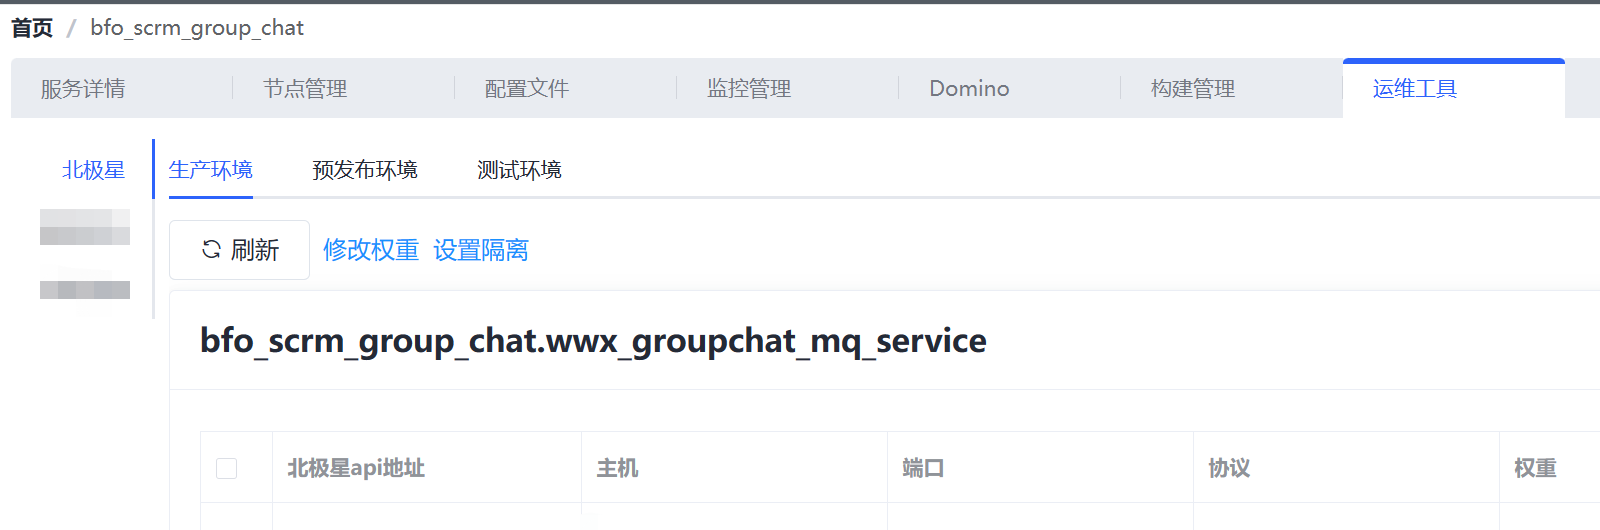 首页 / bfo_scrm_group_chat
服务详情 节点管理 配置文件 监控管理 Domino 构建管理 运维工具
北极星 生产环境 预发布环境 测试环境
刷新 修改权重 设置隔离
bfo_scrm_group_chat.wwx_groupchat_mq_service
北极星api地址 主机 端口 协议 权重